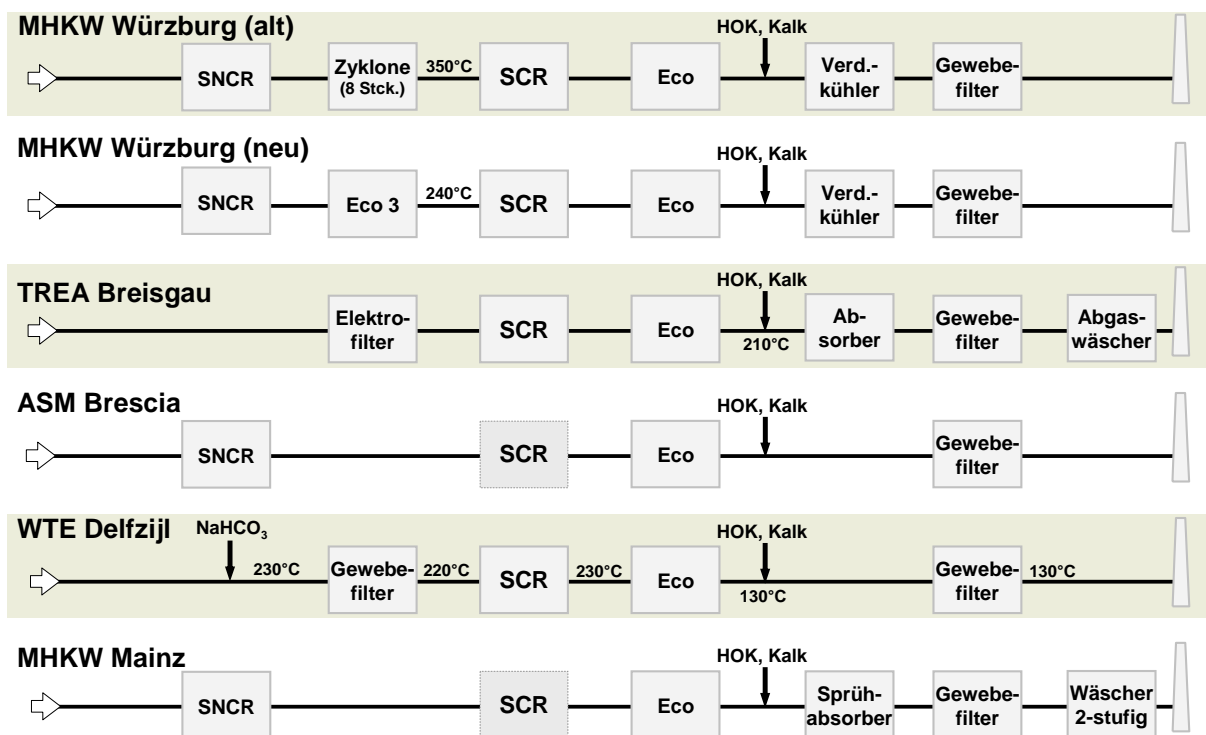 MHKW Würzburg (alt)
HOK, Kalk
SNCR
Zyklone
(8 Stck.)
350°C
SCR
Eco
Verd.-
kühler
Gewebe-
filter
MHKW Würzburg (neu)
HOK, Kalk
SNCR
Eco 3
240°C
SCR
Eco
Verd.-
kühler
Gewebe-
filter
TREA Breisgau
HOK, Kalk
Elektro-
filter
SCR
Eco
210°C
Ab-
sorber
Gewebe-
filter
Abgas-
wäscher
ASM Brescia
HOK, Kalk
SNCR
SCR
Eco
Gewebe-
filter
WTE Delfzijl
NaHCO₃
HOK, Kalk
230°C
Gewebe-
filter
220°C
SCR
230°C
Eco
130°C
Gewebe-
filter
130°C
MHKW Mainz
HOK, Kalk
SNCR
SCR
Eco
Sprüh-
absorber
Gewebe-
filter
Wäscher
2-stufig